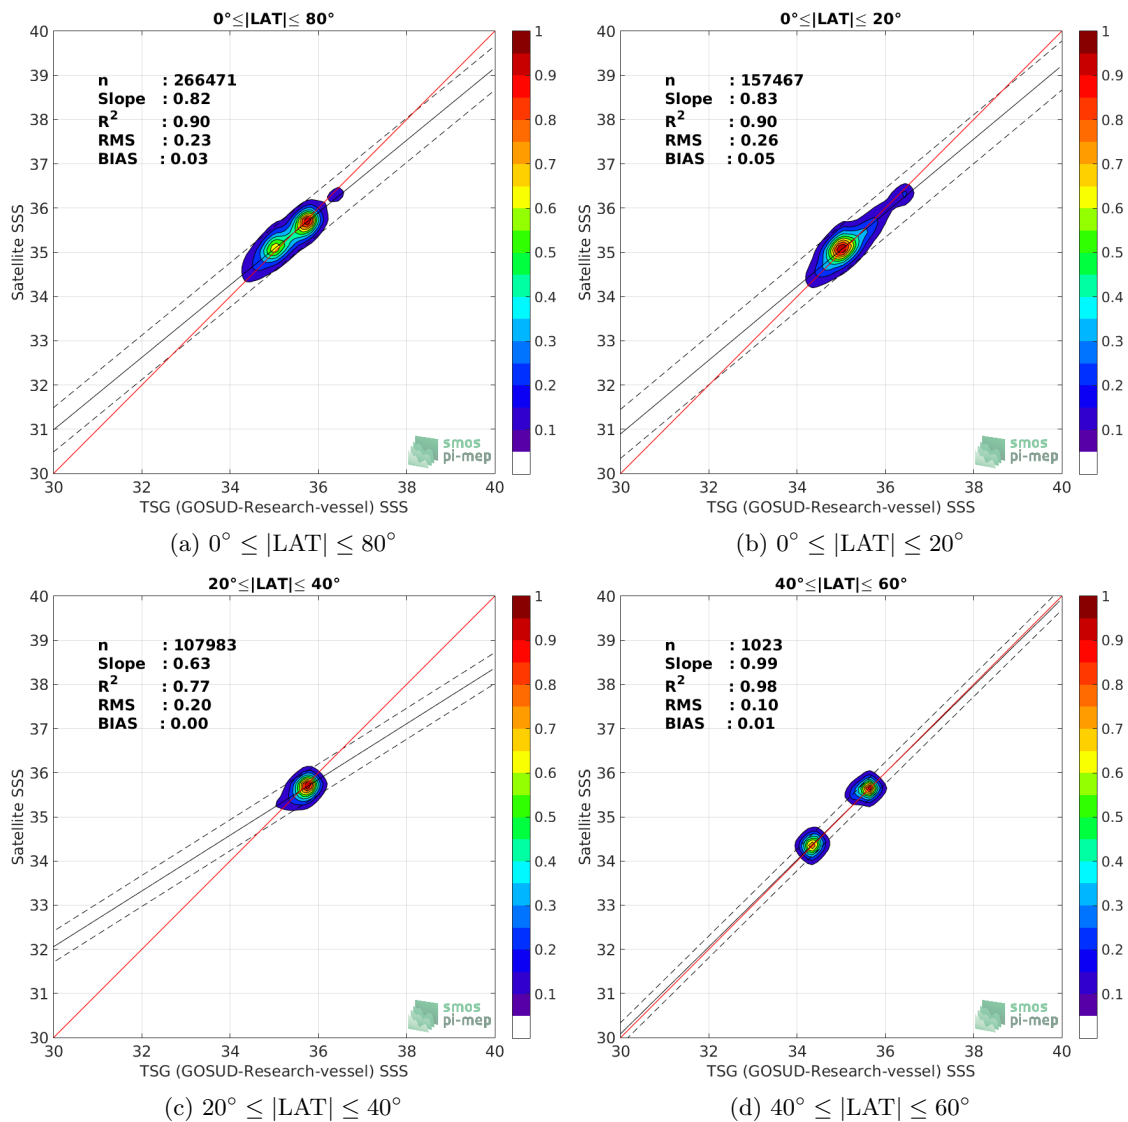 0°≤|LAT|≤ 80°
40
39
38
37
36
35
34
33
32
31
30
Satellite SSS
n : 266471
Slope : 0.82
R² : 0.90
RMS : 0.23
BIAS : 0.03
smos
pi-mep
30 32 34 36 38 40
TSG (GOSUD-Research-vessel) SSS
1
0.9
0.8
0.7
0.6
0.5
0.4
0.3
0.2
0.1
(a) 0° ≤ |LAT| ≤ 80°
0°≤|LAT|≤ 20°
40
39
38
37
36
35
34
33
32
31
30
Satellite SSS
n : 157467
Slope : 0.83
R² : 0.90
RMS : 0.26
BIAS : 0.05
smos
pi-mep
30 32 34 36 38 40
TSG (GOSUD-Research-vessel) SSS
1
0.9
0.8
0.7
0.6
0.5
0.4
0.3
0.2
0.1
(b) 0° ≤ |LAT| ≤ 20°
20°≤|LAT|≤ 40°
40
39
38
37
36
35
34
33
32
31
30
Satellite SSS
n : 107983
Slope : 0.63
R² : 0.77
RMS : 0.20
BIAS : 0.00
smos
pi-mep
30 32 34 36 38 40
TSG (GOSUD-Research-vessel) SSS
1
0.9
0.8
0.7
0.6
0.5
0.4
0.3
0.2
0.1
(c) 20° ≤ |LAT| ≤ 40°
40°≤|LAT|≤ 60°
40
39
38
37
36
35
34
33
32
31
30
Satellite SSS
n : 1023
Slope : 0.99
R² : 0.98
RMS : 0.10
BIAS : 0.01
smos
pi-mep
30 32 34 36 38 40
TSG (GOSUD-Research-vessel) SSS
1
0.9
0.8
0.7
0.6
0.5
0.4
0.3
0.2
0.1
(d) 40° ≤ |LAT| ≤ 60°